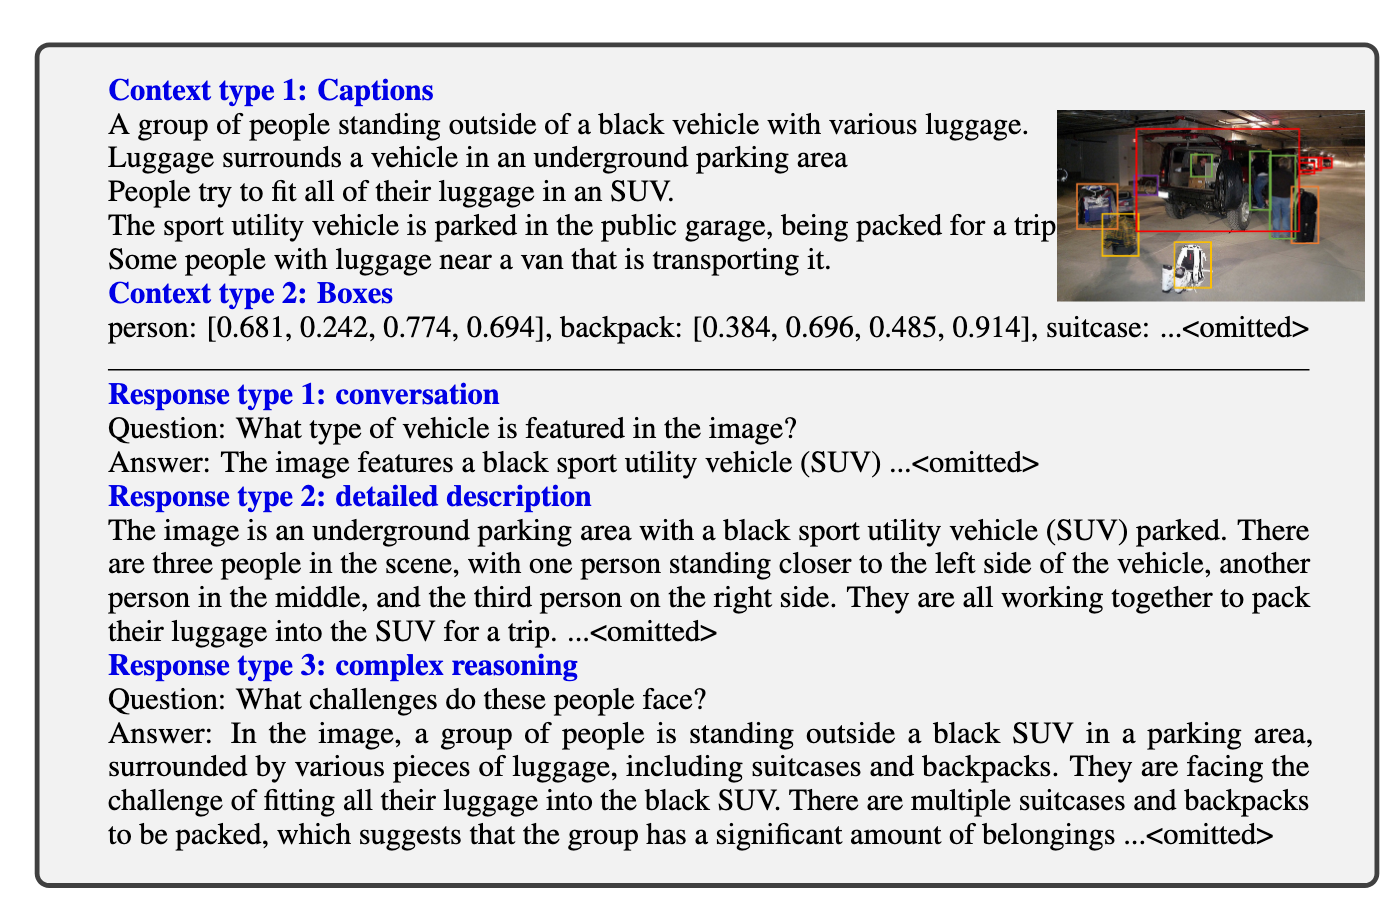 Context type 1: Captions
A group of people standing outside of a black vehicle with various luggage.
Luggage surrounds a vehicle in an underground parking area
People try to fit all of their luggage in an SUV.
The sport utility vehicle is parked in the public garage, being packed for a trip
Some people with luggage near a van that is transporting it.
Context type 2: Boxes
person: [0.681, 0.242, 0.774, 0.694], backpack: [0.384, 0.696, 0.485, 0.914], suitcase: ...<omitted>
Response type 1: conversation
Question: What type of vehicle is featured in the image?
Answer: The image features a black sport utility vehicle (SUV) ...<omitted>
Response type 2: detailed description
The image is an underground parking area with a black sport utility vehicle (SUV) parked. There
are three people in the scene, with one person standing closer to the left side of the vehicle, another
person in the middle, and the third person on the right side. They are all working together to pack
their luggage into the SUV for a trip. ...<omitted>
Response type 3: complex reasoning
Question: What challenges do these people face?
Answer: In the image, a group of people is standing outside a black SUV in a parking area,
surrounded by various pieces of luggage, including suitcases and backpacks. They are facing the
challenge of fitting all their luggage into the black SUV. There are multiple suitcases and backpacks
to be packed, which suggests that the group has a significant amount of belongings ...<omitted>